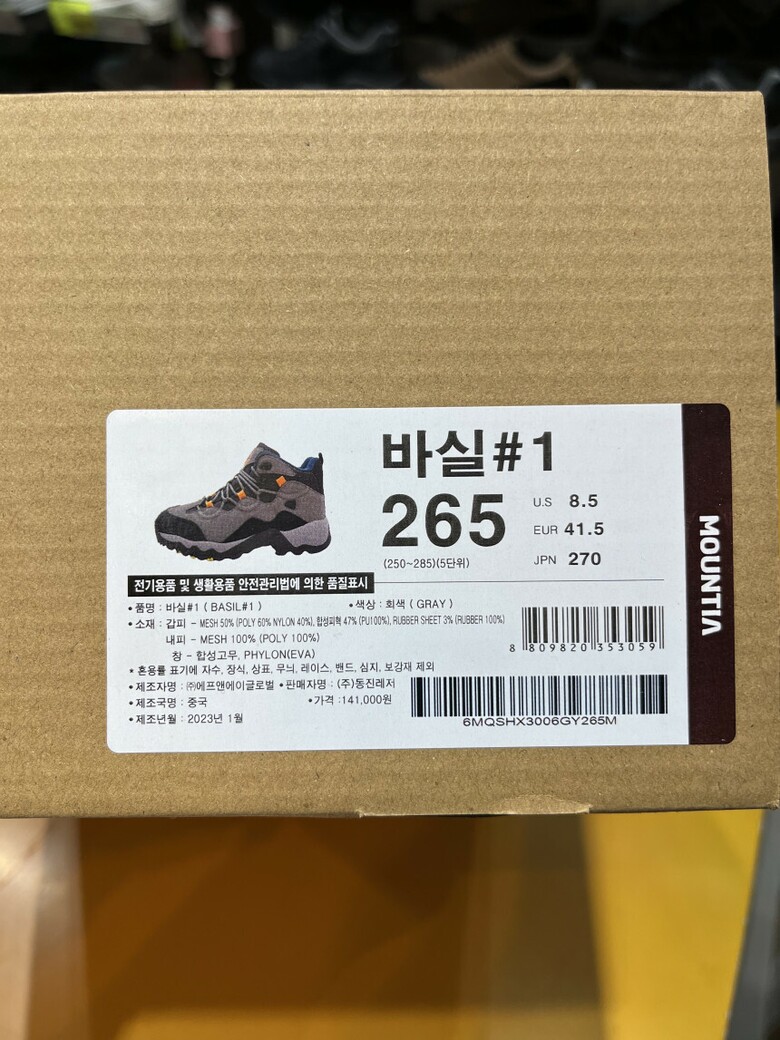 바실#1
265
U.S 8.5
EUR 41.5
JPN 270
(250~285)(5단위)
전기용품 및 생활용품 안전관리법에 의한 품질표시
• 품명 : 바실#1 ( BASIL#1 ) • 색상 : 회색 ( GRAY )
• 소재 : 갑피 - MESH 50% (POLY 60% NYLON 40%), 합성피혁 47% (PU100%), RUBBER SHEET 3% (RUBBER 100%)
내피 - MESH 100% (POLY 100%)
창 - 합성고무, PHYLON(EVA)
* 혼용률 표기에 자수, 장식, 상표, 무늬, 레이스, 밴드, 심지, 보강재 제외
• 제조자명 : ㈜에프앤에이글로벌 • 판매자명 : (주)동진레저
• 제조국명 : 중국 • 가격 : 141,000원
• 제조년월 : 2023년 1월
8 809820 353059
6MQSHX3006GY265M
MOUNTIA